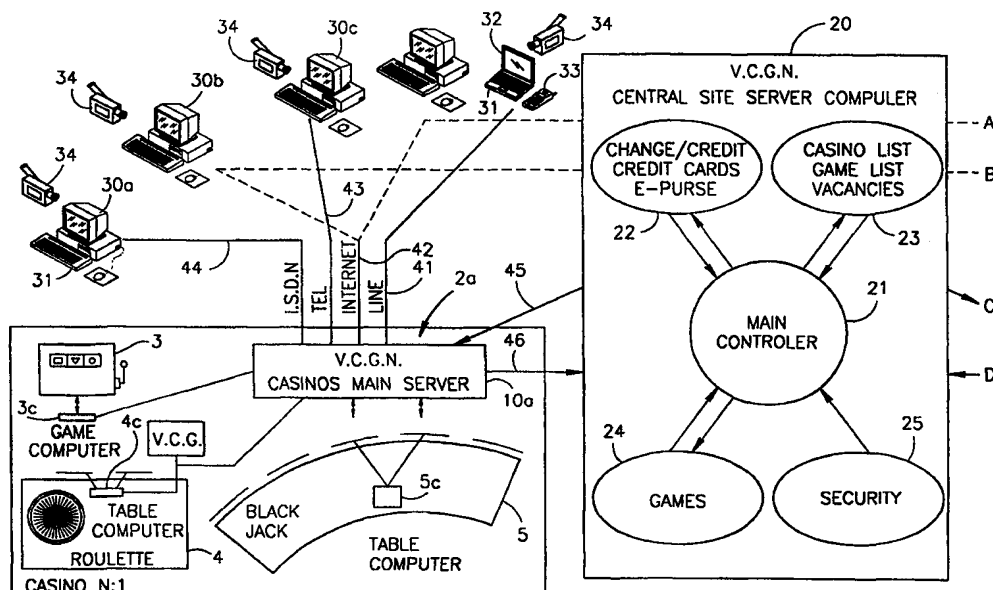 34
30c
32
34
20
34
30b
33
31
V.C.G.N.
CENTRAL SITE SERVER COMPULER
A
34
30a
CHANGE/CREDIT
CREDIT CARDS
E-PURSE
CASINO LIST
GAME LIST
VACANCIES
B
43
42
41
22
23
31
44
I.S.D.N
TEL
INTERNET
LINE
2a
45
21
C
MAIN
CONTROLER
3
V.C.G.N.
CASINOS MAIN SERVER
46
10a
D
3c
GAME
COMPUTER
4c
V.C.G.
24
25
5c
GAMES
SECURITY
TABLE
COMPUTER
ROULETTE
4
BLACK
JACK
5
TABLE
COMPUTER
CASINO N:1